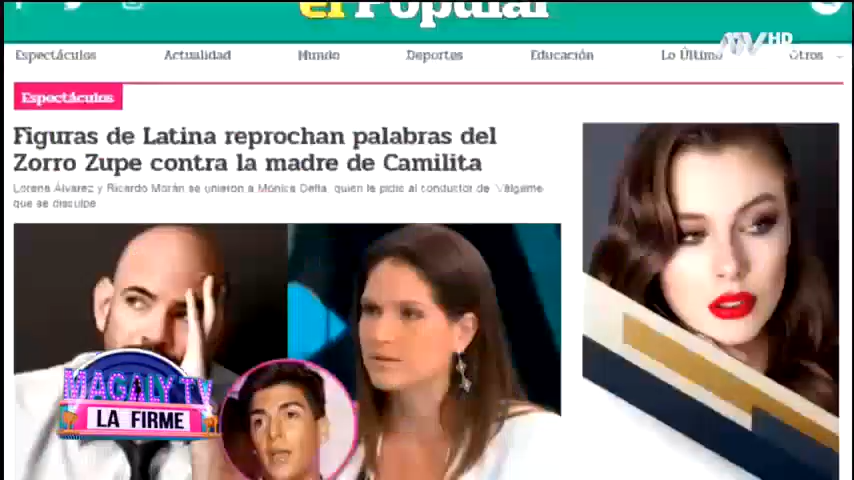 el Popular
ATV HD
Espectáculos Actualidad Mundo Deportes Educación Lo Último Otros
Espectáculos
Figuras de Latina reprochan palabras del
Zorro Zupe contra la madre de Camilita
Lorena Álvarez y Ricardo Morán se unieron a Mónica Delta, quien le pidió al conductor de 'Válgame'
que se disculpe
MAGALY TV
LA FIRME